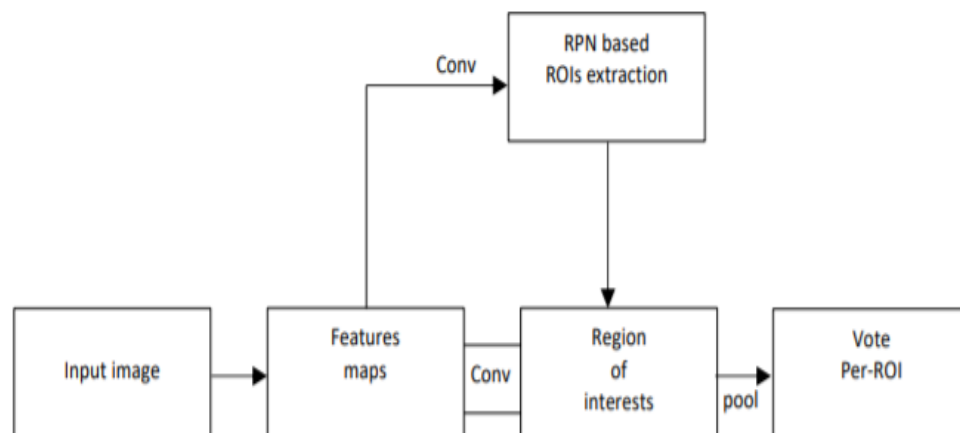 RPN based
ROIs extraction
Conv
Input image
Features
maps
Conv
Region
of
interests
pool
Vote
Per-ROI